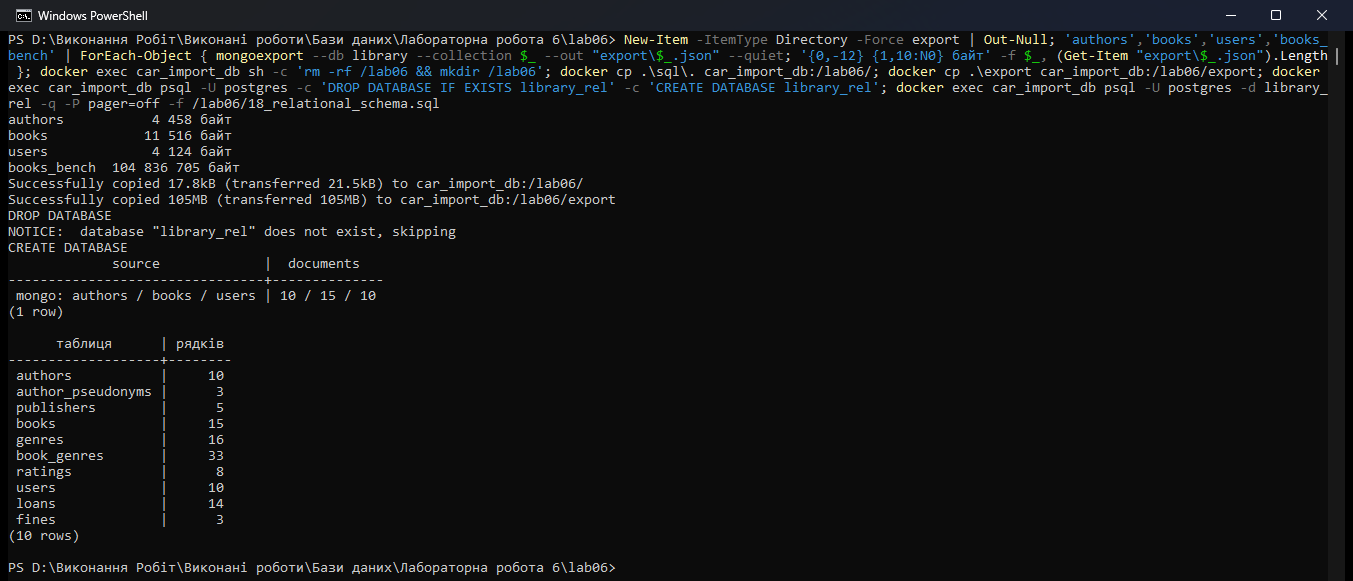 Windows PowerShell
PS D:\Виконання Робіт\Виконані роботи\Бази даних\Лабораторна робота 6\lab06> New-Item -ItemType Directory -Force export | Out-Null; 'authors','books','users','books_
bench' | ForEach-Object { mongoexport --db library --collection $_ --out "export\$_.json" --quiet; '{0,-12} {1,10:N0} байт' -f $_, (Get-Item "export\$_.json").Length
 }; docker exec car_import_db sh -c 'rm -rf /lab06 && mkdir /lab06'; docker cp .\sql\. car_import_db:/lab06/; docker cp .\export car_import_db:/lab06/export; docker
exec car_import_db psql -U postgres -c 'DROP DATABASE IF EXISTS library_rel' -c 'CREATE DATABASE library_rel'; docker exec car_import_db psql -U postgres -d library_
rel -q -P pager=off -f /lab06/18_relational_schema.sql
authors           4 458 байт
books            11 516 байт
users             4 124 байт
books_bench  104 836 705 байт
Successfully copied 17.8kB (transferred 21.5kB) to car_import_db:/lab06/
Successfully copied 105MB (transferred 105MB) to car_import_db:/lab06/export
DROP DATABASE
NOTICE:  database "library_rel" does not exist, skipping
CREATE DATABASE
             source             |  documents
--------------------------------+--------------
 mongo: authors / books / users | 10 / 15 / 10
(1 row)
      таблиця      | рядків
-------------------+--------
 authors           |     10
 author_pseudonyms |      3
 publishers        |      5
 books             |     15
 genres            |     16
 book_genres       |     33
 ratings           |      8
 users             |     10
 loans             |     14
 fines             |      3
(10 rows)
PS D:\Виконання Робіт\Виконані роботи\Бази даних\Лабораторна робота 6\lab06>